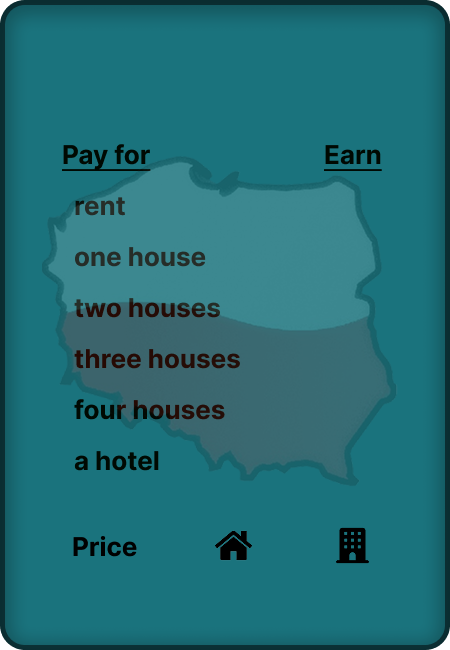 Pay for Earn
rent
one house
two houses
three houses
four houses
a hotel
Price